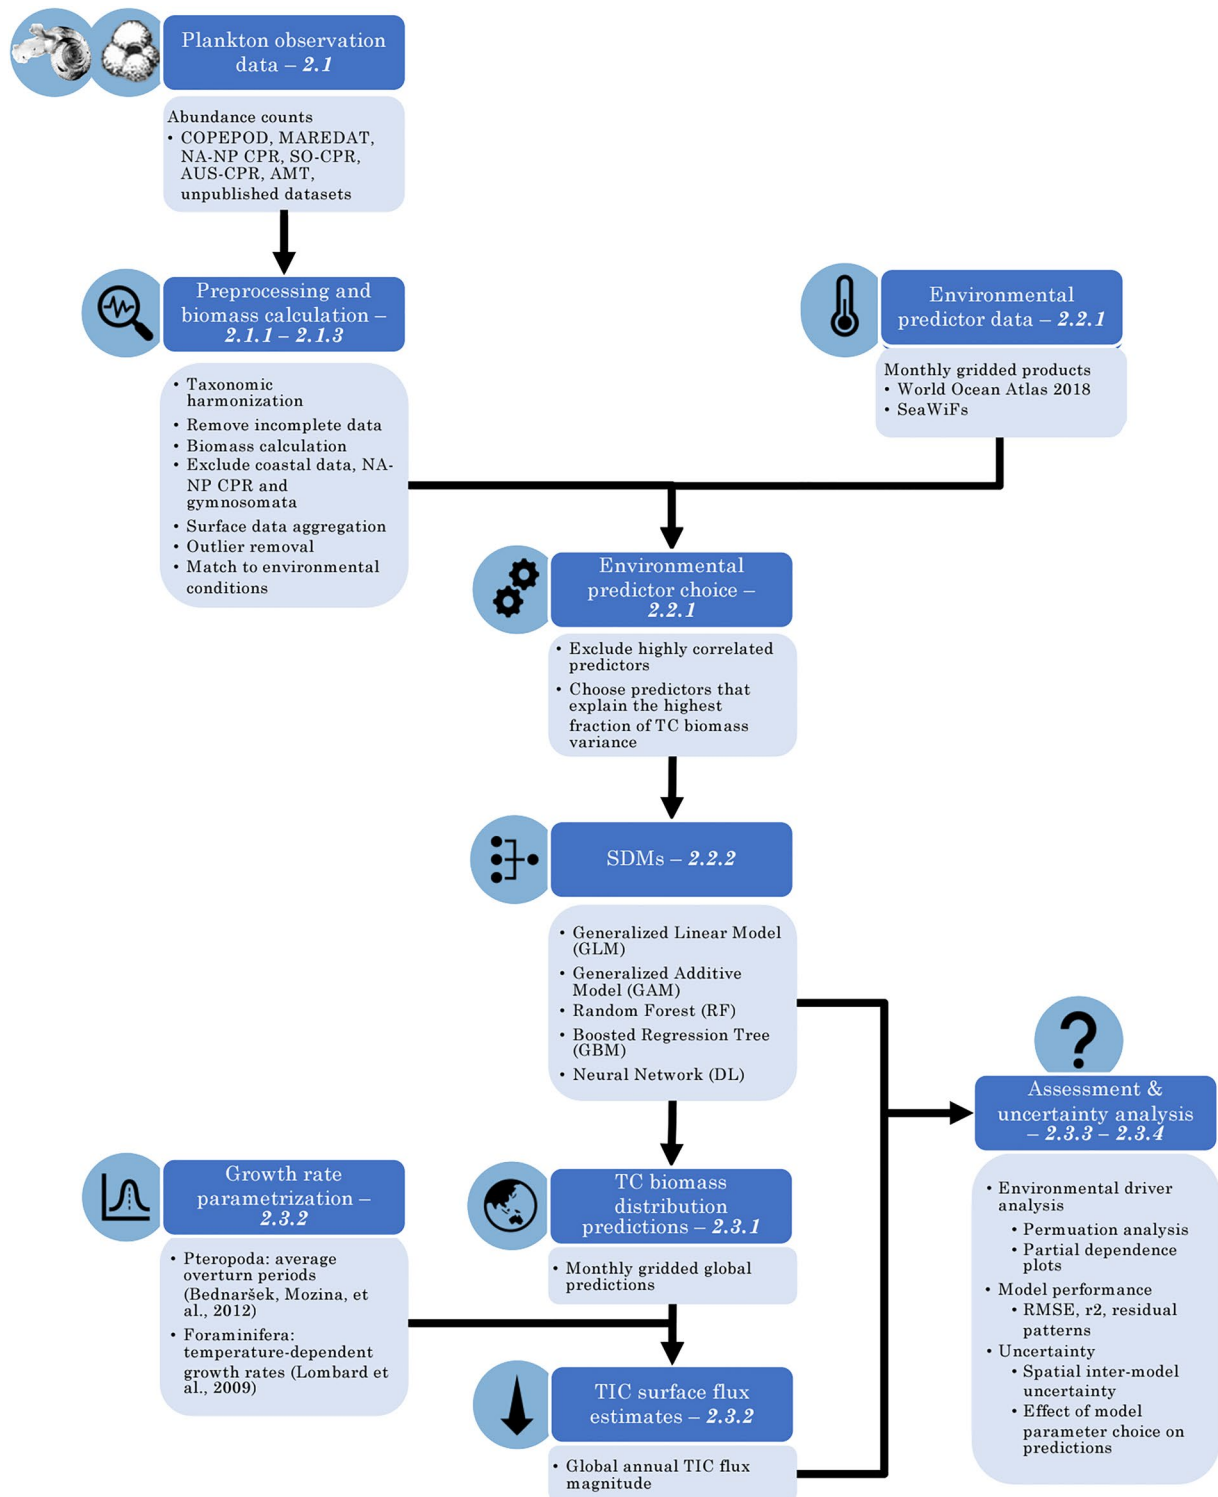 Plankton observation
data – 2.1
Abundance counts
• COPEPOD, MAREDAT,
NA-NP CPR, SO-CPR,
AUS-CPR, AMT,
unpublished datasets
Preprocessing and
biomass calculation –
2.1.1 – 2.1.3
• Taxonomic
harmonization
• Remove incomplete data
• Biomass calculation
• Exclude coastal data, NA-
NP CPR and
gymnosomata
• Surface data aggregation
• Outlier removal
• Match to environmental
conditions
Environmental
predictor data – 2.2.1
Monthly gridded products
• World Ocean Atlas 2018
• SeaWiFs
Environmental
predictor choice –
2.2.1
• Exclude highly correlated
predictors
• Choose predictors that
explain the highest
fraction of TC biomass
variance
SDMs – 2.2.2
• Generalized Linear Model
(GLM)
• Generalized Additive
Model (GAM)
• Random Forest (RF)
• Boosted Regression Tree
(GBM)
• Neural Network (DL)
Growth rate
parametrization –
2.3.2
• Pteropoda: average
overturn periods
(Bednaršek, Mozina, et
al., 2012)
• Foraminifera:
temperature-dependent
growth rates (Lombard et
al., 2009)
TC biomass
distribution
predictions – 2.3.1
• Monthly gridded global
predictions
TIC surface flux
estimates – 2.3.2
• Global annual TIC flux
magnitude
?
Assessment &
uncertainty analysis
– 2.3.3 – 2.3.4
• Environmental driver
analysis
• Permuation analysis
• Partial dependence
plots
• Model performance
• RMSE, r2, residual
patterns
• Uncertainty
• Spatial inter-model
uncertainty
• Effect of model
parameter choice on
predictions